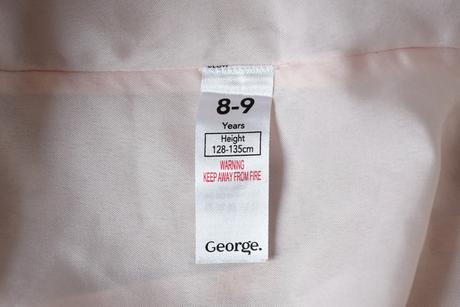 8-9
Years
Height
128-135cm
WARNING
KEEP AWAY FROM FIRE
George.